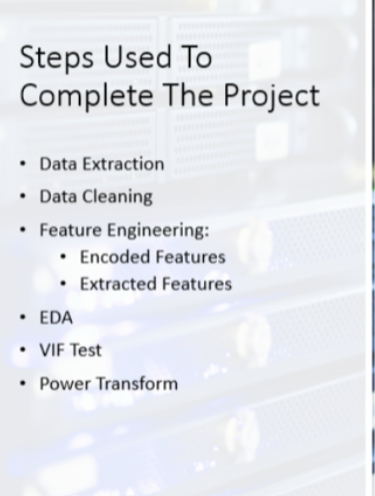 Steps Used To
Complete The Project
• Data Extraction
• Data Cleaning
• Feature Engineering:
• Encoded Features
• Extracted Features
• EDA
• VIF Test
• Power Transform